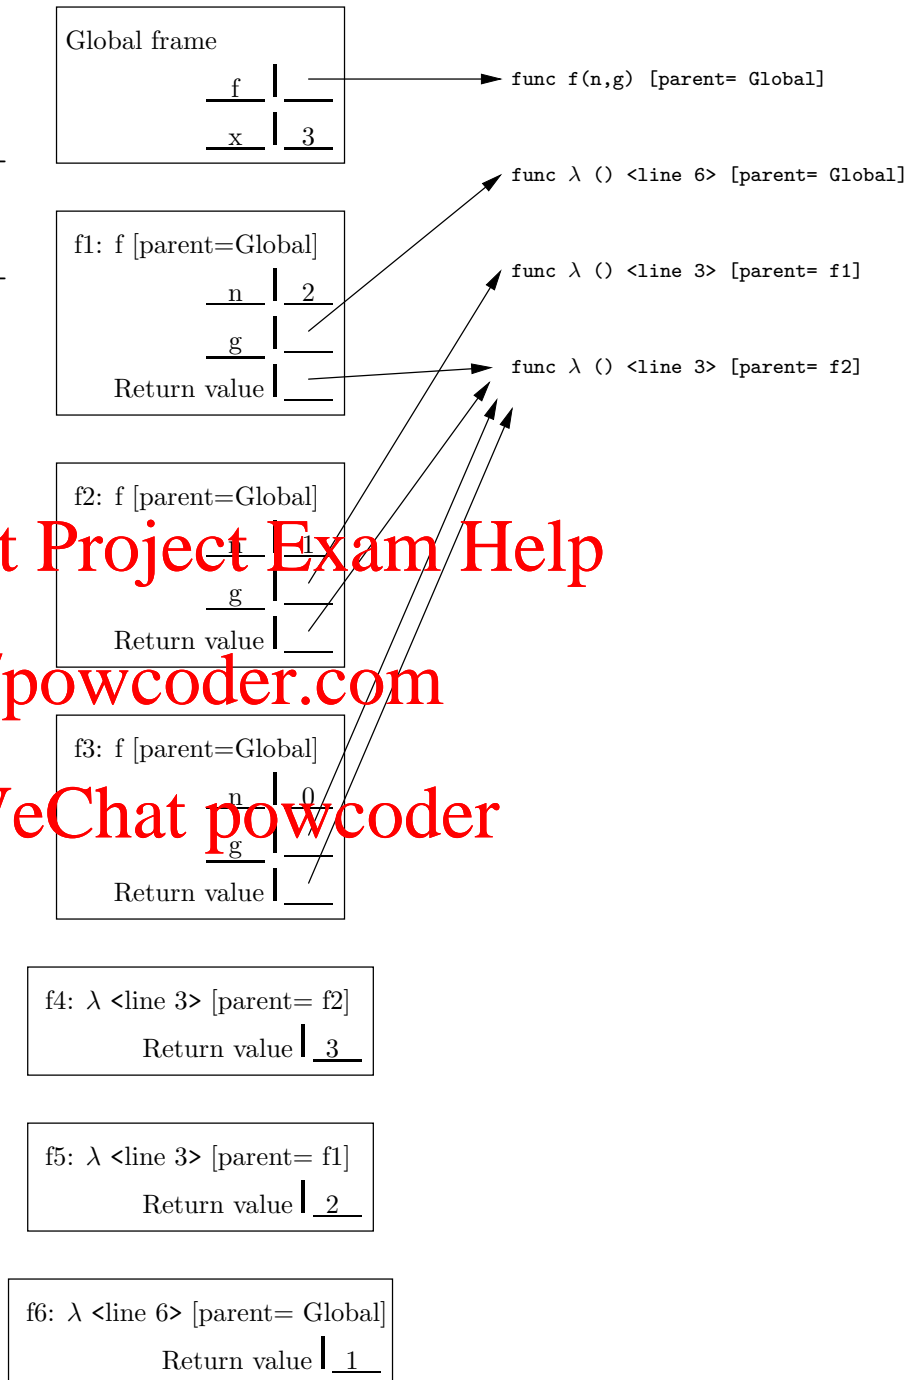 Global frame
f
func f(n,g) [parent= Global]
x 3
func λ () <line 6> [parent= Global]
f1: f [parent=Global]
func λ () <line 3> [parent= f1]
n 2
g
func λ () <line 3> [parent= f2]
Return value
f2: f [parent=Global]
n 1
t Project Exam Help
g
Return value
/powcoder.com
f3: f [parent=Global]
n 0
eChat powcoder
g
Return value
f4: λ <line 3> [parent= f2]
Return value 3
f5: λ <line 3> [parent= f1]
Return value 2
f6: λ <line 6> [parent= Global]
Return value 1